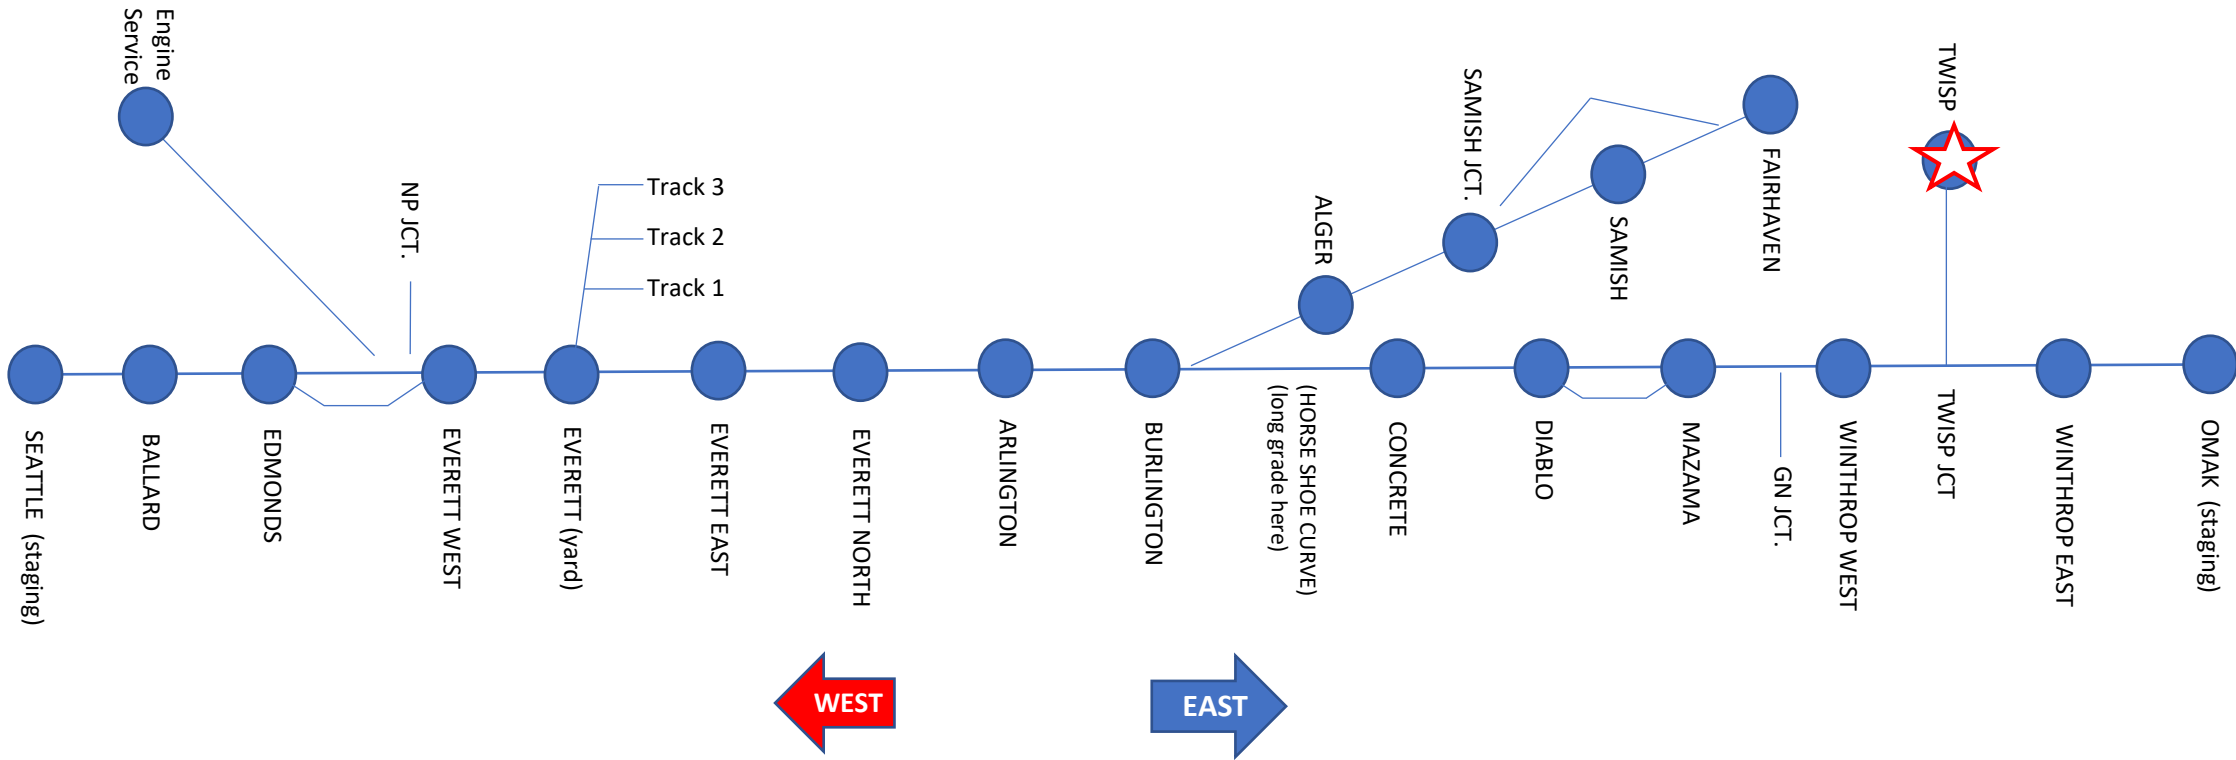 Engine
Service
NP JCT.
Track 3
Track 2
Track 1
ALGER
SAMISH JCT.
SAMISH
FAIRHAVEN
TWISP
SEATTLE (staging)
BALLARD
EDMONDS
EVERETT WEST
EVERETT (yard)
EVERETT EAST
EVERETT NORTH
ARLINGTON
BURLINGTON
(HORSE SHOE CURVE)
(long grade here)
CONCRETE
DIABLO
MAZAMA
GN JCT.
WINTHROP WEST
TWISP JCT
WINTHROP EAST
OMAK (staging)
WEST
EAST